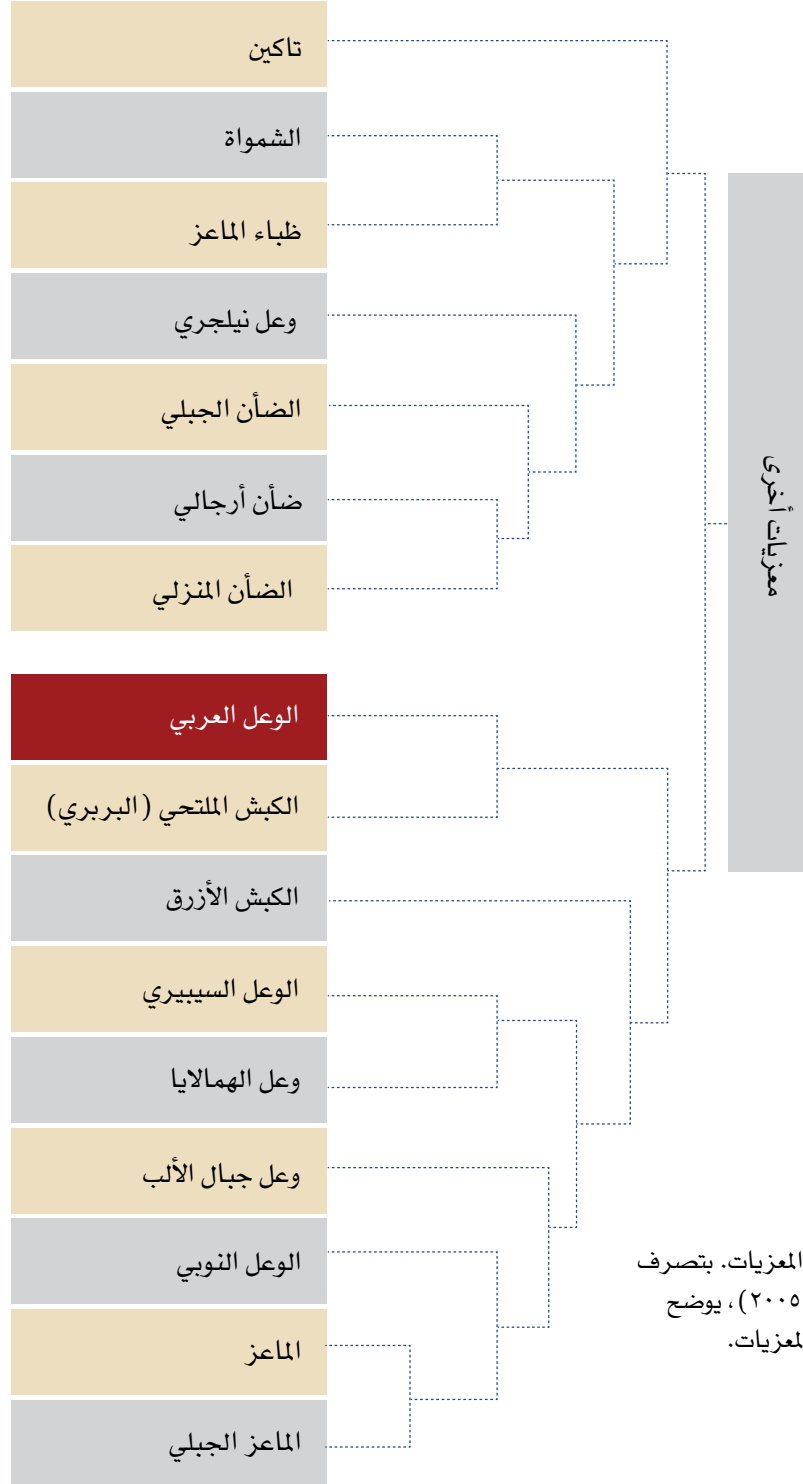 تاكين
الشمواة
ظباء الماعز
وعل نيلجري
الضأن الجبلي
ضأن أرجالي
الضأن المنزلي
معزيات أخرى
الوعل العربي
الكبش الملتحي (البربري)
الكبش الأزرق
الوعل السيبيري
وعل الهمالايا
وعل جبال الألب
الوعل النوبي
الماعز
الماعز الجبلي
المعزيات. بتصرف
٢٠٠٥)، يوضح
لمعزيات.